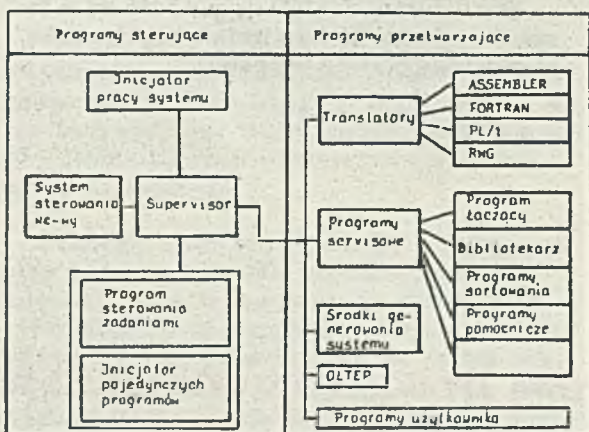 Programy sterujące
Programy przetwarzające
Inicjator
pracy systemu
System
sterowania
we-wy
Supervisor
Program
sterowania
zadaniami
Inicjator
pojedynczych
programów
Translatory
ASSEMBLER
FORTRAN
PL/1
RWG
Programy
serwisowe
Program
Łączący
Bibliotekarz
Programy
sortowania
Programy
pomocnicze
Środki ge-
nerowania
systemu
OLTEP
Programy użytkownika